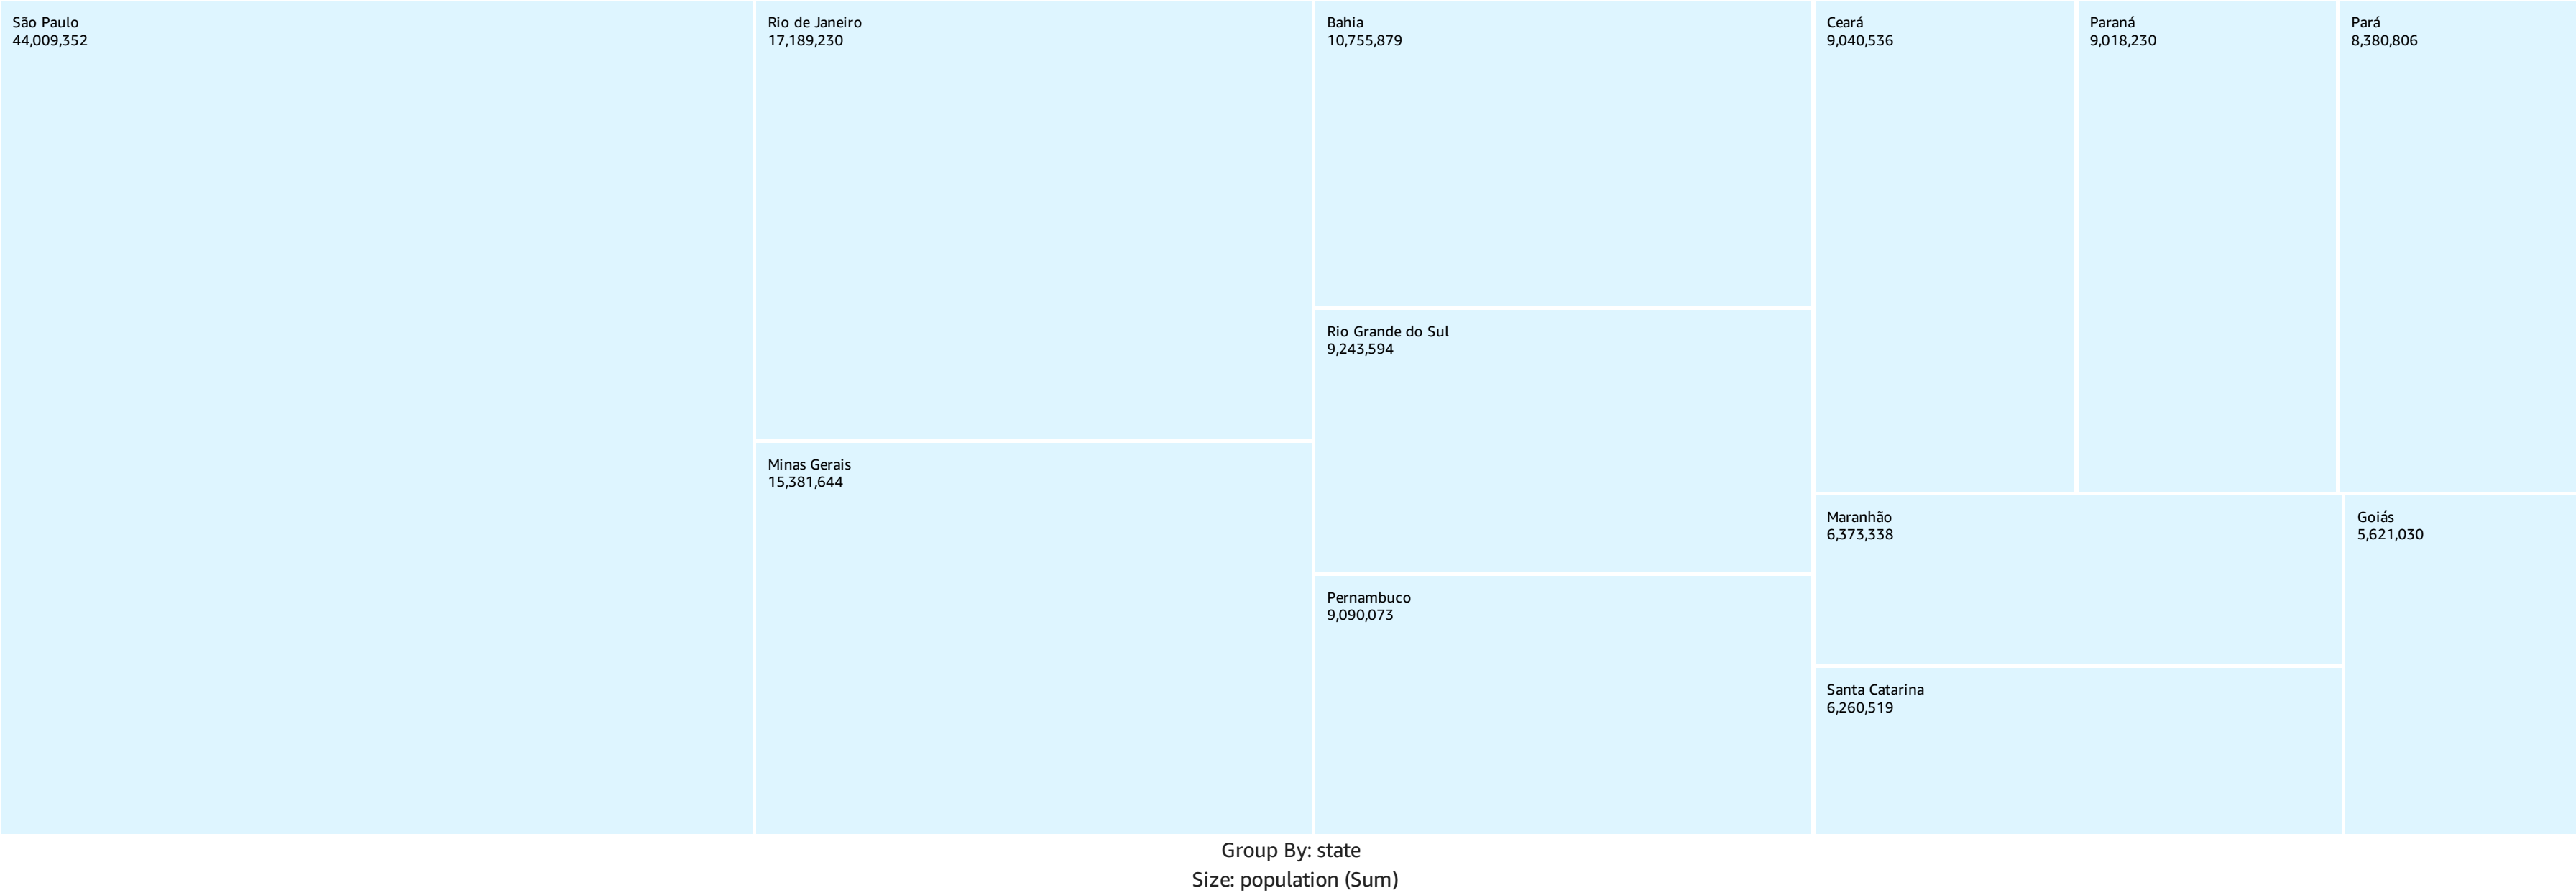 São Paulo
44,009,352
Rio de Janeiro
17,189,230
Minas Gerais
15,381,644
Bahia
10,755,879
Rio Grande do Sul
9,243,594
Pernambuco
9,090,073
Ceará
9,040,536
Paraná
9,018,230
Pará
8,380,806
Maranhão
6,373,338
Santa Catarina
6,260,519
Goiás
5,621,030
Group By: state
Size: population (Sum)